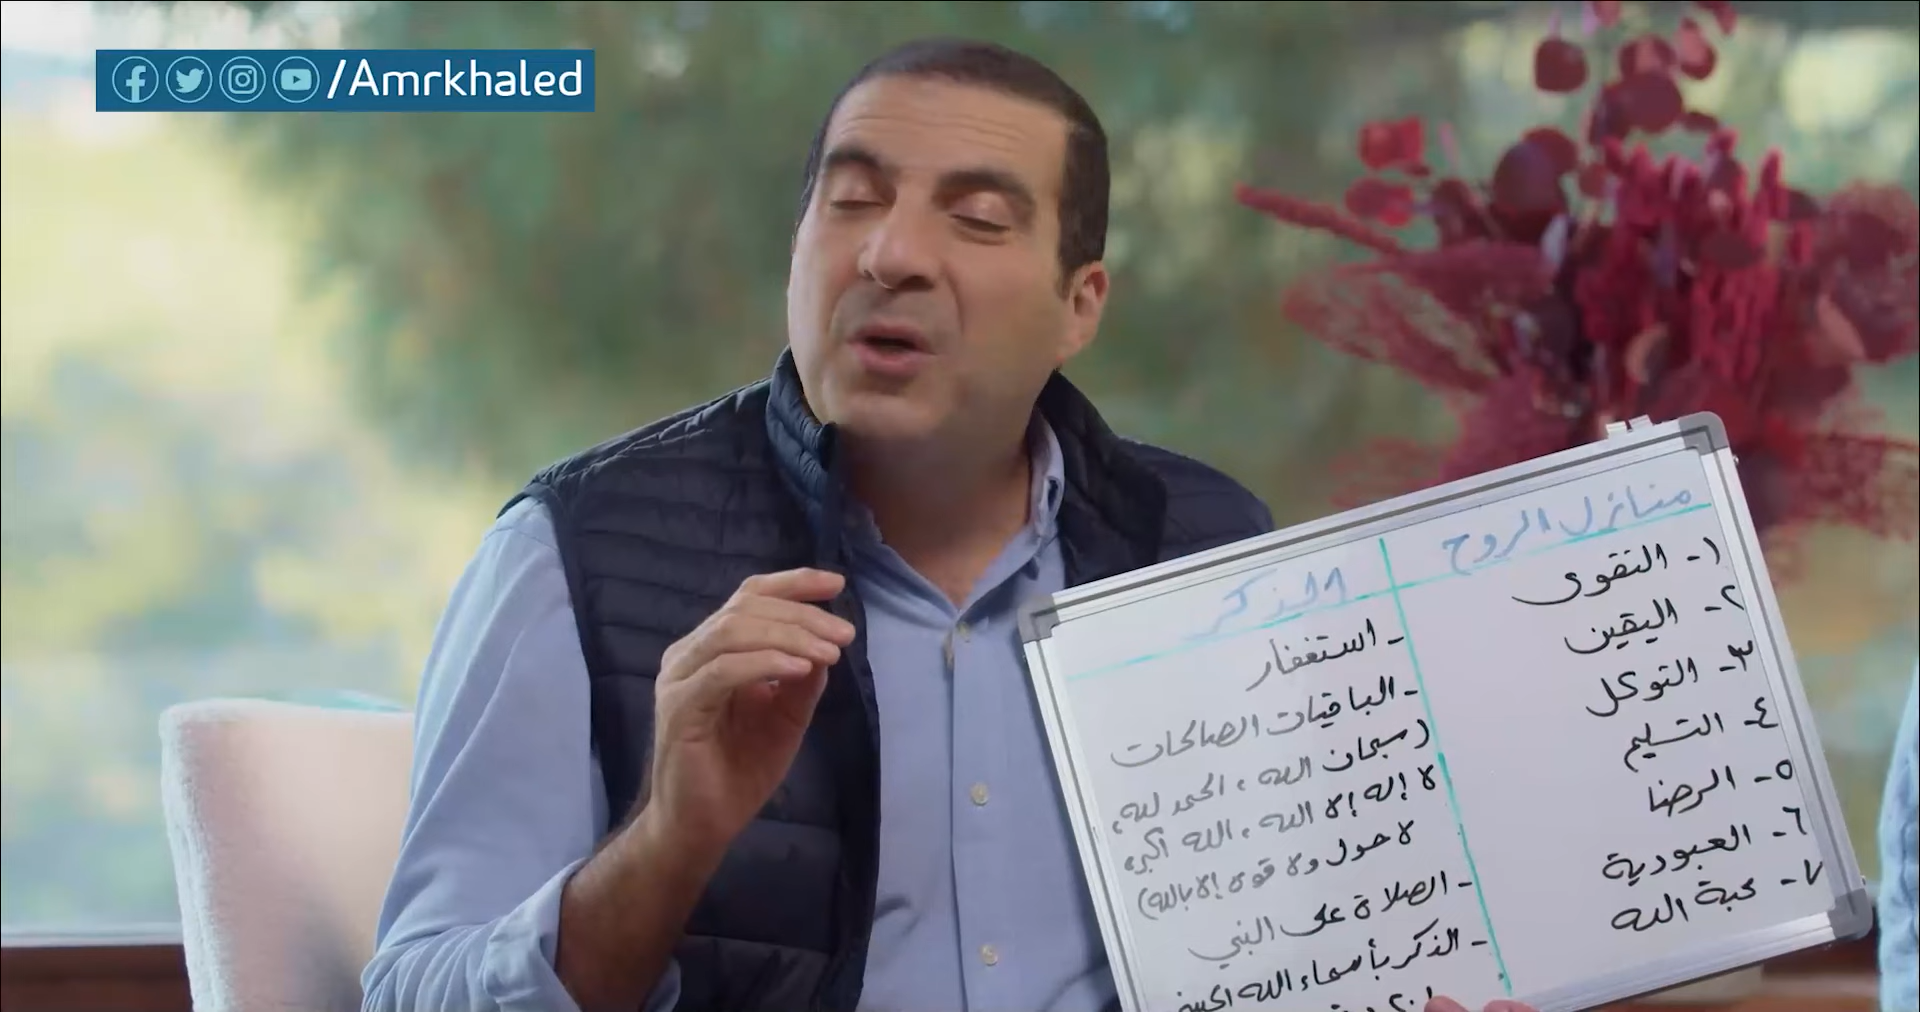 /Amrkhaled
منازل الروح
١- التقوى
٢- اليقين
٣- التوكل
٤- التسليم
٥- الرضا
٦- العبودية
٧- محبة الله
الذكر
- استغفار
- الباقيات الصالحات
(سبحان الله، الحمد لله،
لا إله إلا الله، الله أكبر،
لا حول ولا قوة إلا بالله)
- الصلاة على النبي
- الذكر بأسماء الله الحسنى